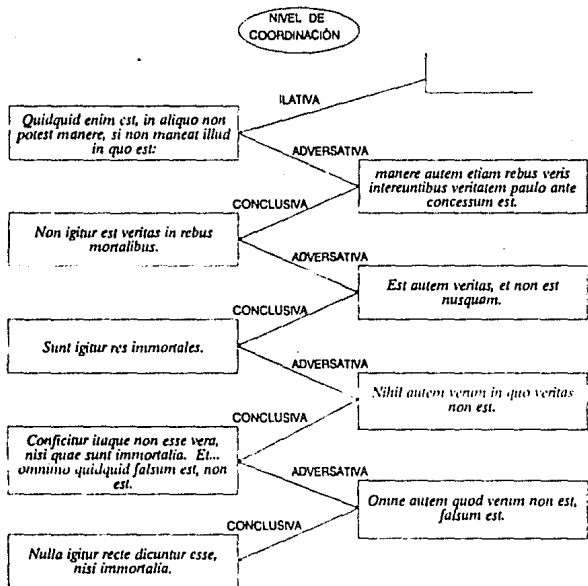 NIVEL DE
COORDINACIÓN
ILATIVA
Quidquid enim est, in aliquo non
potest manere, si non maneat illud
in quo est:
ADVERSATIVA
manere autem etiam rebus veris
intereuntibus veritatem paulo ante
concessum est.
CONCLUSIVA
Non igitur est veritas in rebus
mortalibus.
ADVERSATIVA
Est autem veritas, et non est
nusquam.
CONCLUSIVA
Sunt igitur res immortales.
ADVERSATIVA
Nihil autem verum in quo veritas
non est.
CONCLUSIVA
Conficitur itaque non esse vera,
nisi quae sunt immortalia. Et...
omnino quidquid falsum est, non
est.
ADVERSATIVA
Omne autem quod verum non est,
falsum est.
CONCLUSIVA
Nulla igitur recte dicuntur esse,
nisi immortalia.